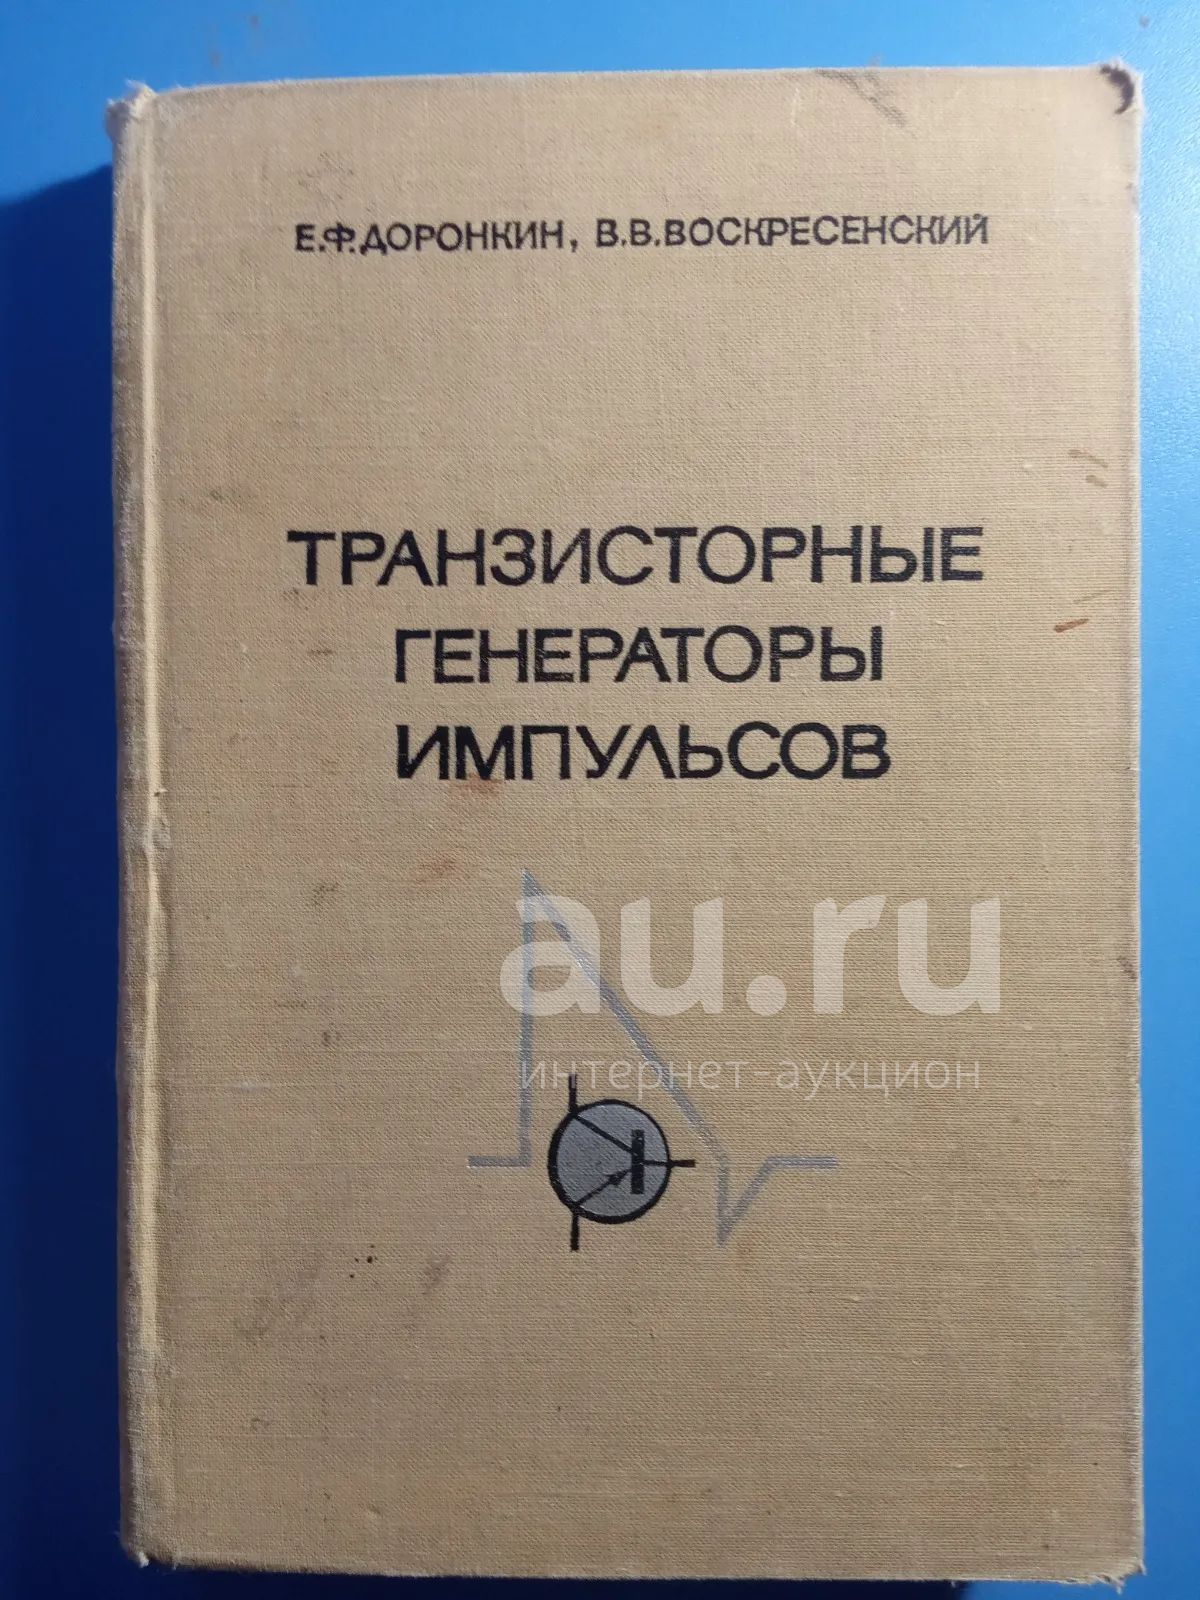 Е.Ф.ДОРОНКИН, В.В.ВОСКРЕСЕНСКИЙ
ТРАНЗИСТОРНЫЕ
ГЕНЕРАТОРЫ
ИМПУЛЬСОВ
au.ru
интернет-аукцион